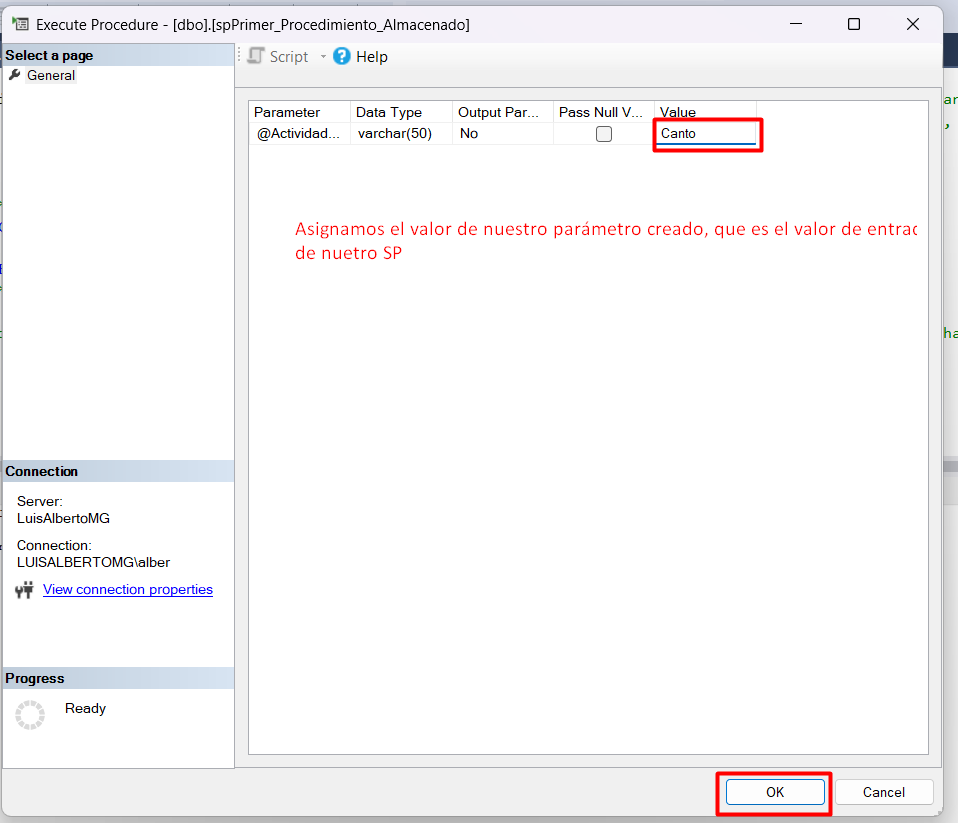 Execute Procedure - [dbo].[spPrimer_Procedimiento_Almacenado]
Select a page
General
Script
Help
Parameter Data Type Output Par... Pass Null V... Value
@Actividad... varchar(50) No Canto
Asignamos el valor de nuestro parámetro creado, que es el valor de entrac
de nuetro SP
Connection
Server:
LuisAlbertoMG
Connection:
LUISALBERTOMG\alber
View connection properties
Progress
Ready
OK
Cancel